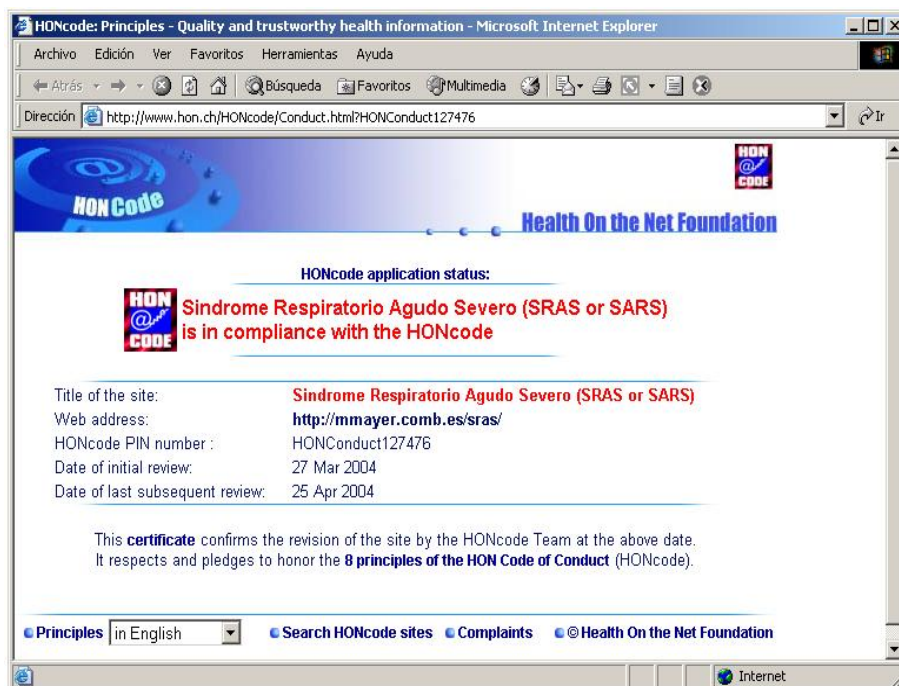 HONcode: Principles - Quality and trustworthy health information - Microsoft Internet Explorer
Archivo Edición Ver Favoritos Herramientas Ayuda
Atrás Búsqueda Favoritos Multimedia
Dirección http://www.hon.ch/HONcode/Conduct.html?HONConduct127476 Ir
HON
@
CODE
HON Code
Health On the Net Foundation
HONcode application status:
HON
@
CODE
Sindrome Respiratorio Agudo Severo (SRAS or SARS)
is in compliance with the HONcode
Title of the site: Sindrome Respiratorio Agudo Severo (SRAS or SARS)
Web address: http://mmayer.comb.es/sras/
HONcode PIN number : HONConduct127476
Date of initial review: 27 Mar 2004
Date of last subsequent review: 25 Apr 2004
This certificate confirms the revision of the site by the HONcode Team at the above date.
It respects and pledges to honor the 8 principles of the HON Code of Conduct (HONcode).
Principles in English Search HONcode sites Complaints © Health On the Net Foundation
Internet